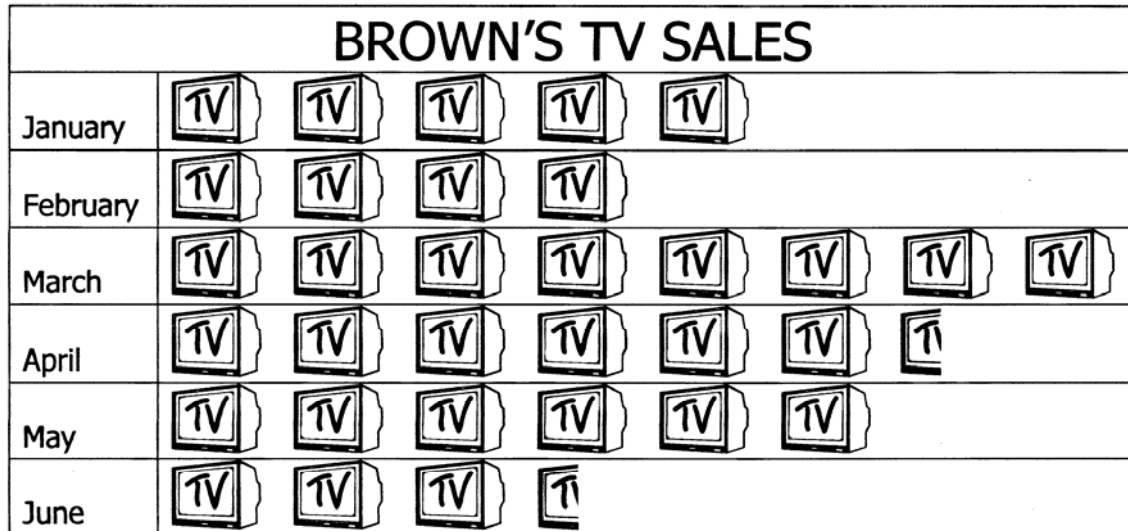 BROWN'S TV SALES
January TV TV TV TV TV
February TV TV TV TV
March TV TV TV TV TV TV TV TV
April TV TV TV TV TV TV TV
May TV TV TV TV TV TV
June TV TV TV TV